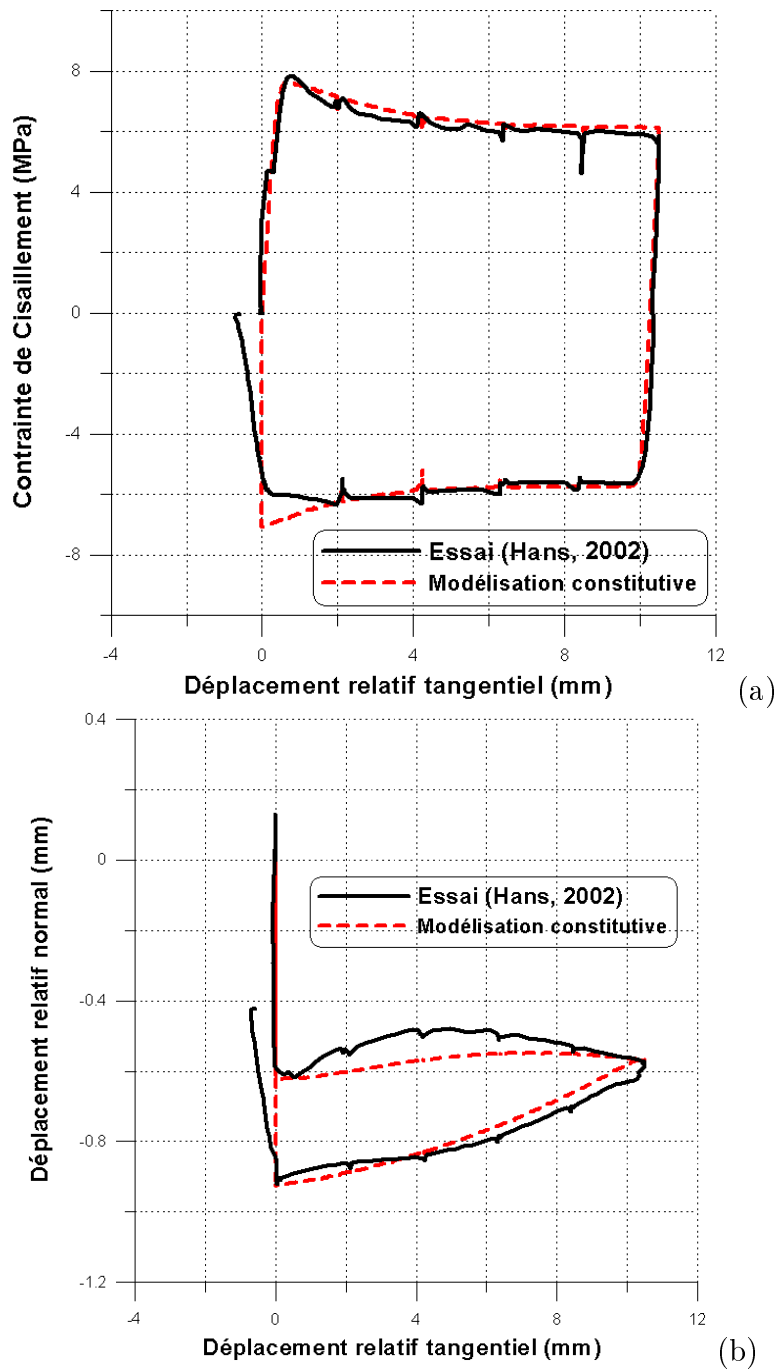 8
4
0
-4
-8
Contrainte de Cisaillement (MPa)
Essai (Hans, 2002)
Modélisation constitutive
-4
0
4
8
12
Déplacement relatif tangentiel (mm)
(a)
0.4
0
-0.4
-0.8
-1.2
Déplacement relatif normal (mm)
Essai (Hans, 2002)
Modélisation constitutive
-4
0
4
8
12
Déplacement relatif tangentiel (mm)
(b)